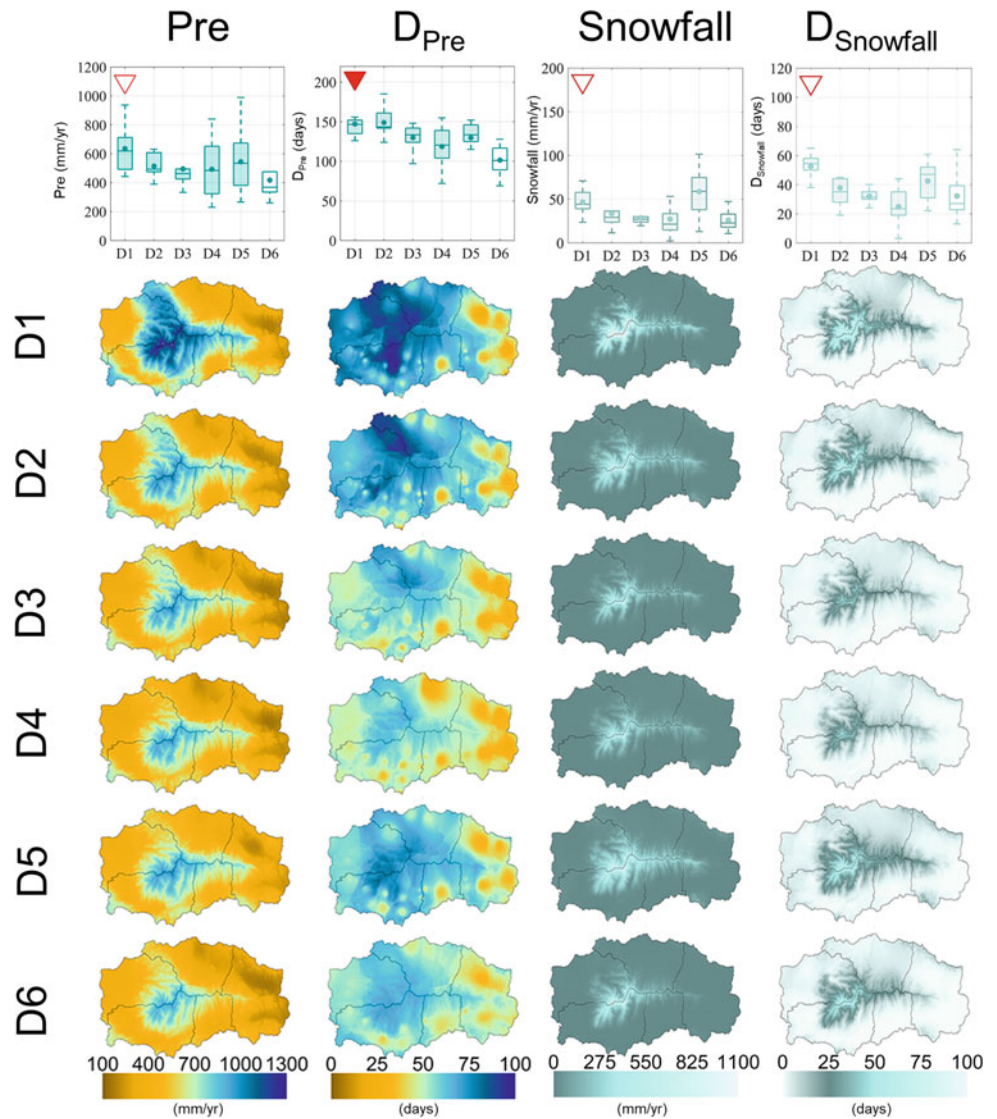 Pre D_Pre Snowfall D_Snowfall
Pre (mm/yr)
1200
1000
800
600
400
200
0
D1 D2 D3 D4 D5 D6
D_Pre (days)
200
150
100
50
0
D1 D2 D3 D4 D5 D6
Snowfall (mm/yr)
200
150
100
50
0
D1 D2 D3 D4 D5 D6
D_Snowfall (days)
120
100
80
60
40
20
0
D1 D2 D3 D4 D5 D6
D1
D2
D3
D4
D5
D6
100 400 700 1000 1300
(mm/yr)
0 25 50 75 100
(days)
0 275 550 825 1100
(mm/yr)
0 25 50 75 100
(days)